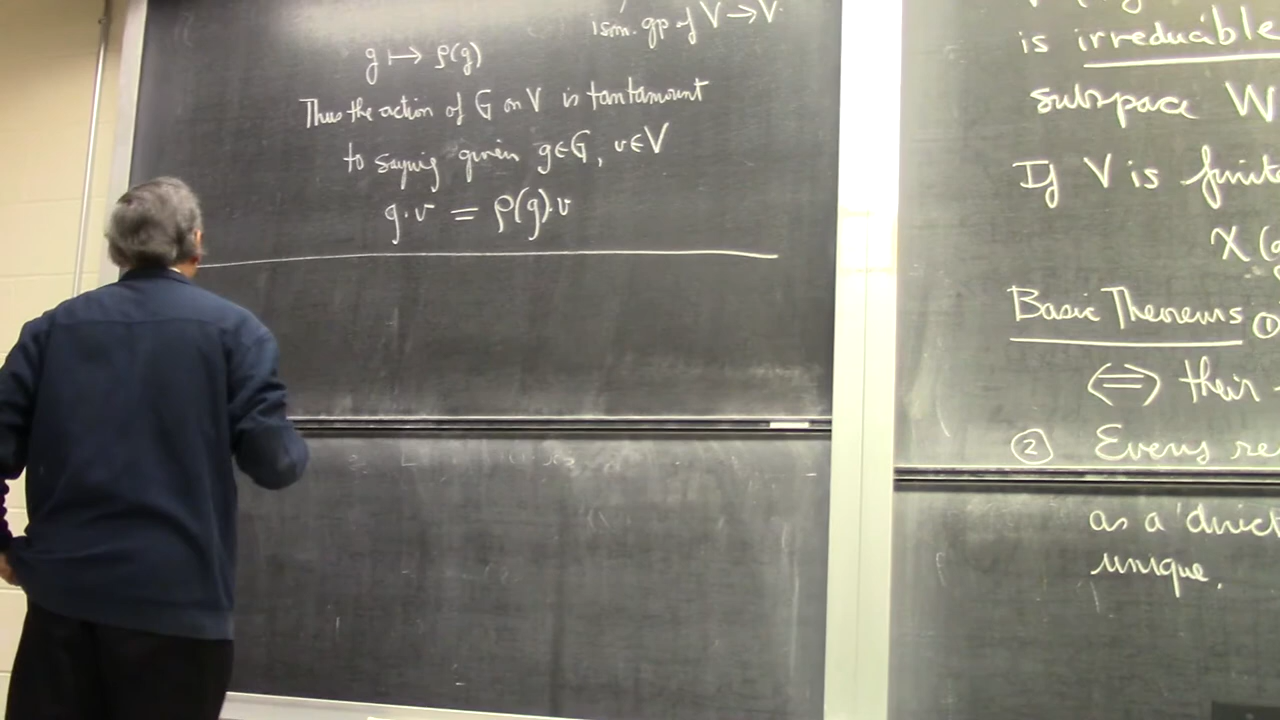 isom. gp of V → V.
g ↦ ρ(g)
Thus the action of G on V is tantamount
to saying given g∈G, v∈V
g·v = ρ(g)·v
is irreducible
subspace W
If V is finite
χ(
Basic Theorems ①
⟺ their
② Every re
as a direct
unique.